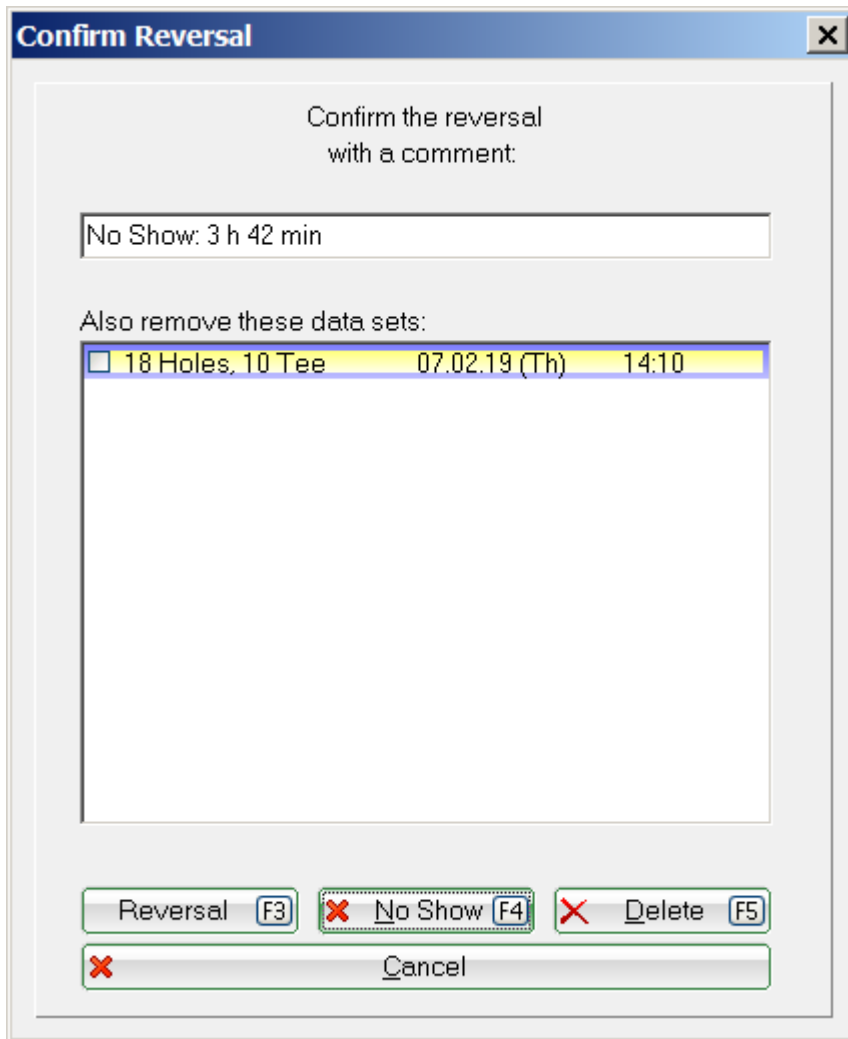 Confirm Reversal
Confirm the reversal
with a comment:
No Show: 3 h 42 min
Also remove these data sets:
18 Holes, 10 Tee 07.02.19 (Th) 14:10
Reversal F3 No Show F4 Delete F5
Cancel